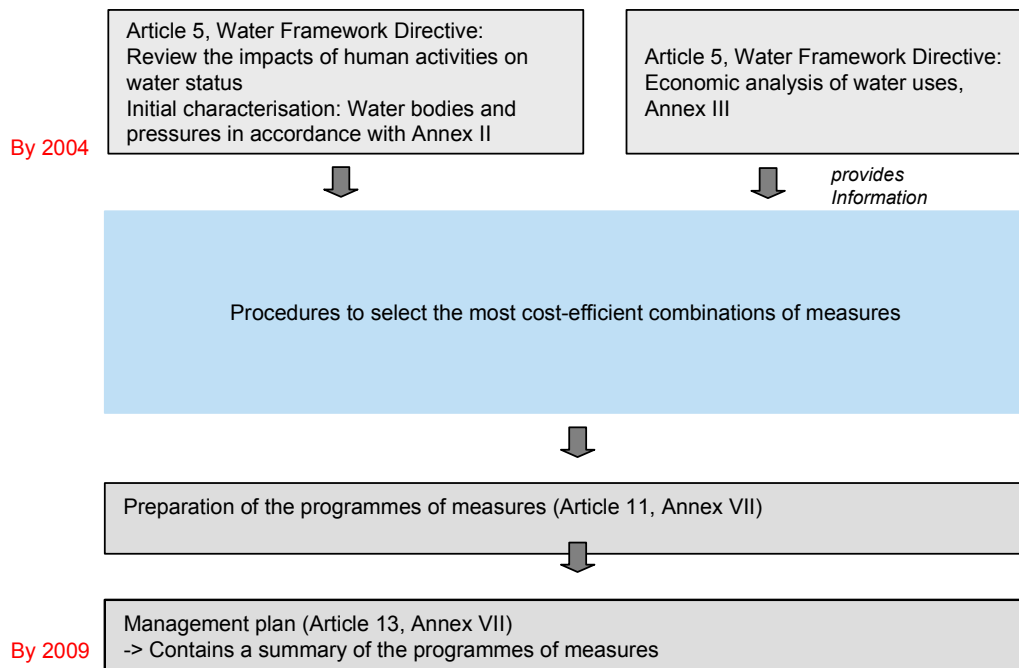 Article 5, Water Framework Directive:
Review the impacts of human activities on
water status
Initial characterisation: Water bodies and
pressures in accordance with Annex II
Article 5, Water Framework Directive:
Economic analysis of water uses,
Annex III
By 2004
provides
Information
Procedures to select the most cost-efficient combinations of measures
Preparation of the programmes of measures (Article 11, Annex VII)
Management plan (Article 13, Annex VII)
-> Contains a summary of the programmes of measures
By 2009